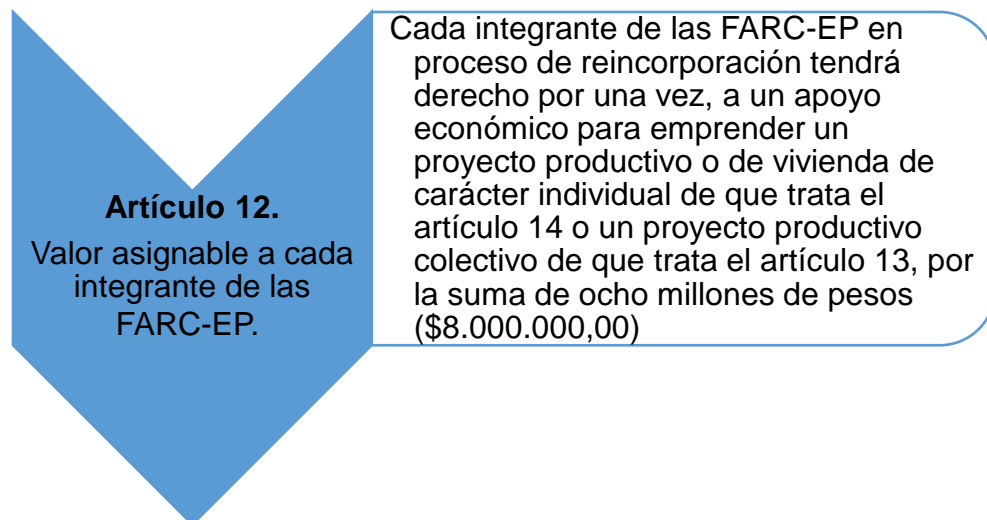 Artículo 12.
Valor asignable a cada
integrante de las
FARC-EP.
Cada integrante de las FARC-EP en
proceso de reincorporación tendrá
derecho por una vez, a un apoyo
económico para emprender un
proyecto productivo o de vivienda de
carácter individual de que trata el
artículo 14 o un proyecto productivo
colectivo de que trata el artículo 13, por
la suma de ocho millones de pesos
($8.000.000,00)